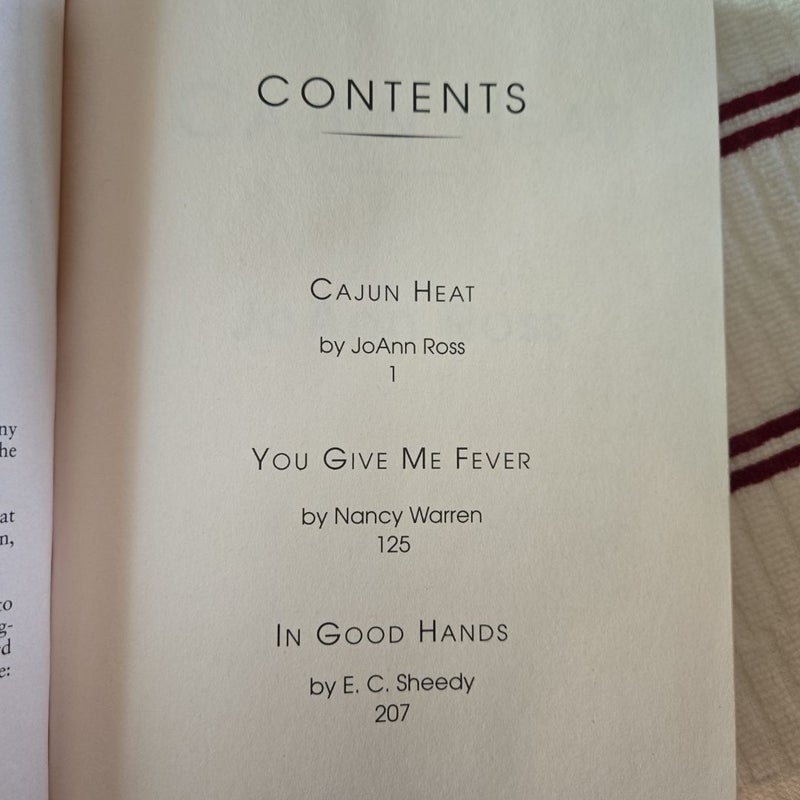 CONTENTS
CAJUN HEAT
by JoAnn Ross
1
YOU GIVE ME FEVER
by Nancy Warren
125
IN GOOD HANDS
by E. C. Sheedy
207